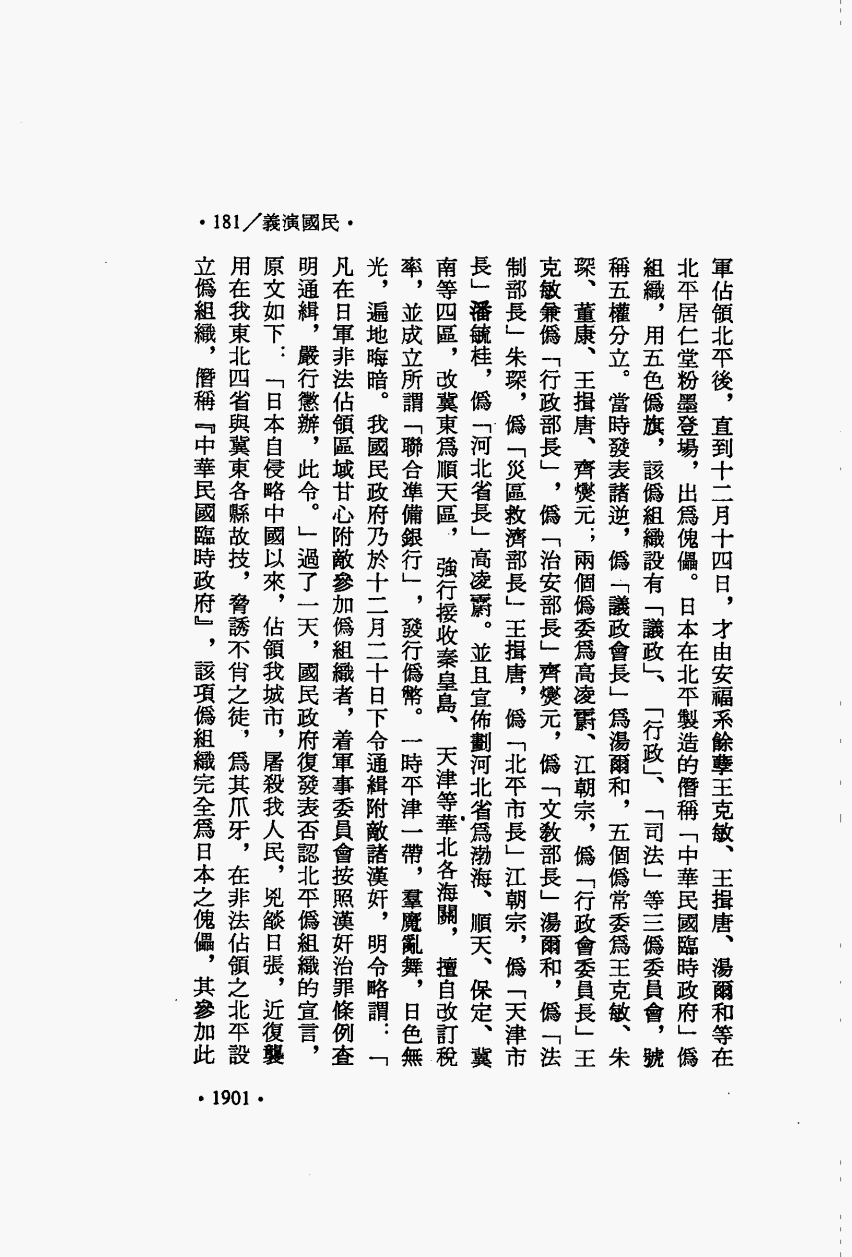 ·181／義演國民·
軍佔領北平後，直到十二月十四日，才由安福系餘孽王克敏、王揖唐、湯爾和等在
北平居仁堂粉墨登場，出爲傀儡。日本在北平製造的僭稱「中華民國臨時政府」僞
組織，用五色僞旗，該僞組織設有「議政」、「行政」、「司法」等三僞委員會，號
稱五權分立。當時發表諸逆，僞「議政會長」爲湯爾和，五個僞常委爲王克敏、朱
琛、董康、王揖唐、齊燮元；兩個僞委爲高凌霨、江朝宗，僞「行政會委員長」王
克敏兼僞「行政部長」，僞「治安部長」齊燮元，僞「文教部長」湯爾和，僞「法
制部長」朱琛，僞「災區救濟部長」王揖唐，僞「北平市長」江朝宗，僞「天津市
長」潘毓桂，僞「河北省長」高凌霨。並且宣佈劃河北省爲渤海、順天、保定、冀
南等四區，改冀東爲順天區，強行接收秦皇島、天津等華北各海關，擅自改訂稅
率，並成立所謂「聯合準備銀行」，發行僞幣。一時平津一帶，羣魔亂舞，日色無
光，遍地晦暗。我國民政府乃於十二月二十日下令通緝附敵諸漢奸，明令略謂：「
凡在日軍非法佔領區域甘心附敵參加僞組織者，着軍事委員會按照漢奸治罪條例查
明通緝，嚴行懲辦，此令。」過了一天，國民政府復發表否認北平僞組織的宣言，
原文如下：「日本自侵略中國以來，佔領我城市，屠殺我人民，兇燄日張，近復襲
用在我東北四省與冀東各縣故技，脅誘不肖之徒，爲其爪牙，在非法佔領之北平設
立僞組織，僭稱『中華民國臨時政府』，該項僞組織完全爲日本之傀儡，其參加此
·1901·